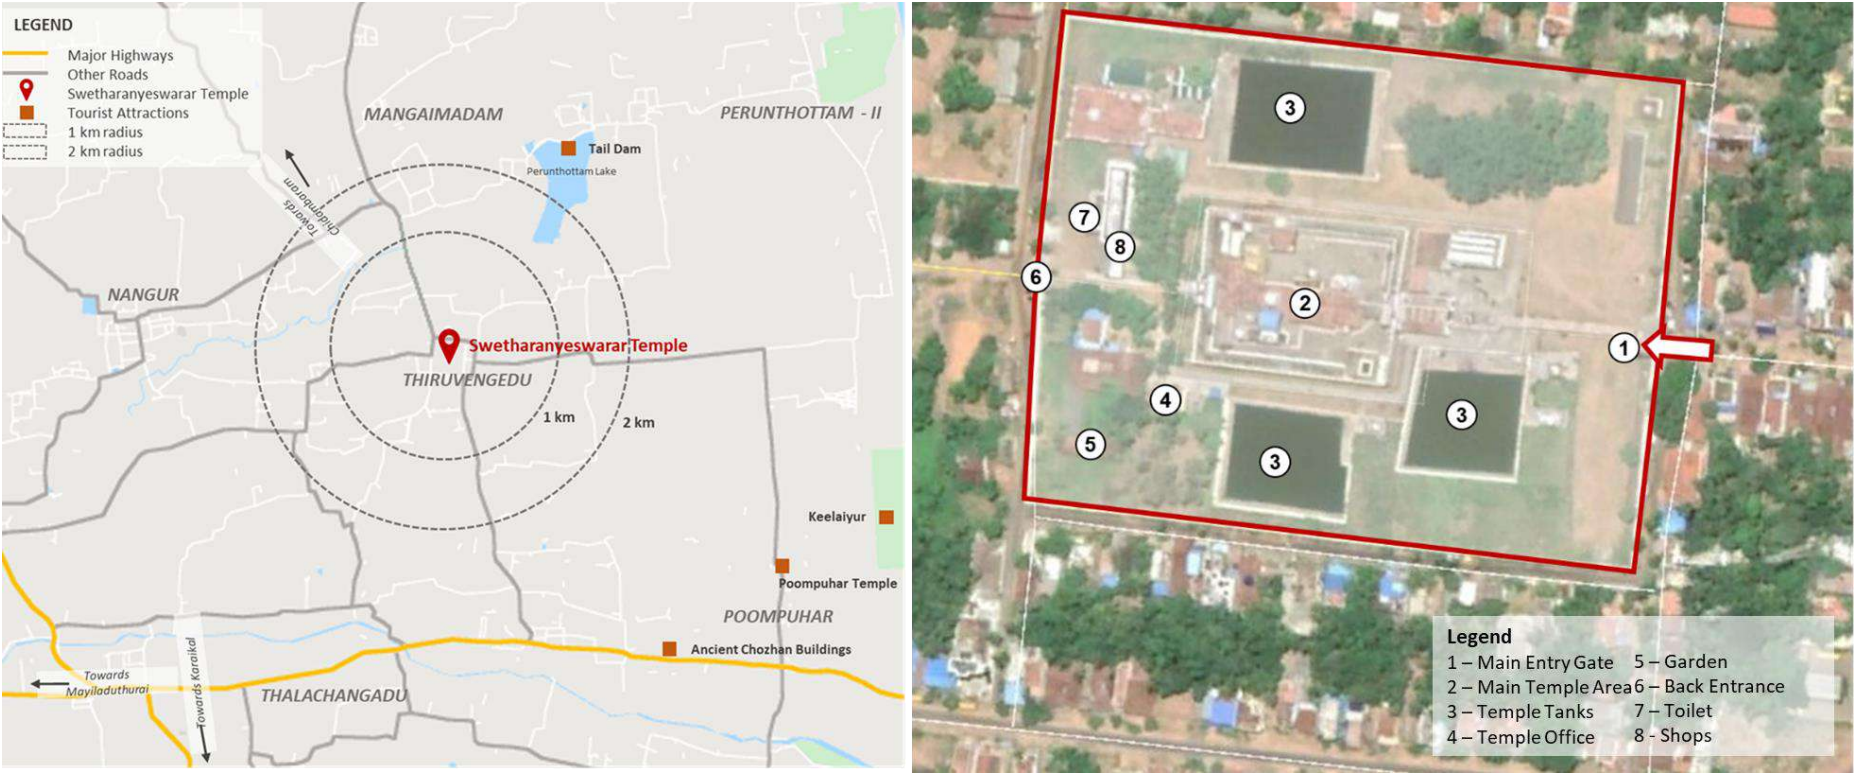 LEGEND
Major Highways
Other Roads
Swetharanyeswarar Temple
Tourist Attractions
1 km radius
2 km radius
MANGAIMADAM
PERUNTHOTTAM - II
Tail Dam
Perunthottam Lake
Towards
Chidambaram
NANGUR
Swetharanyeswarar Temple
THIRUVENGEDU
1 km
2 km
Keelaiyur
Poompuhar Temple
POOMPUHAR
Ancient Chozhan Buildings
Towards
Mayiladuthurai
Towards Karaikal
THALACHANGADU
3
7
8
6
2
1
4
3
5
3
Legend
1 – Main Entry Gate
2 – Main Temple Area
3 – Temple Tanks
4 – Temple Office
5 – Garden
6 – Back Entrance
7 – Toilet
8 - Shops